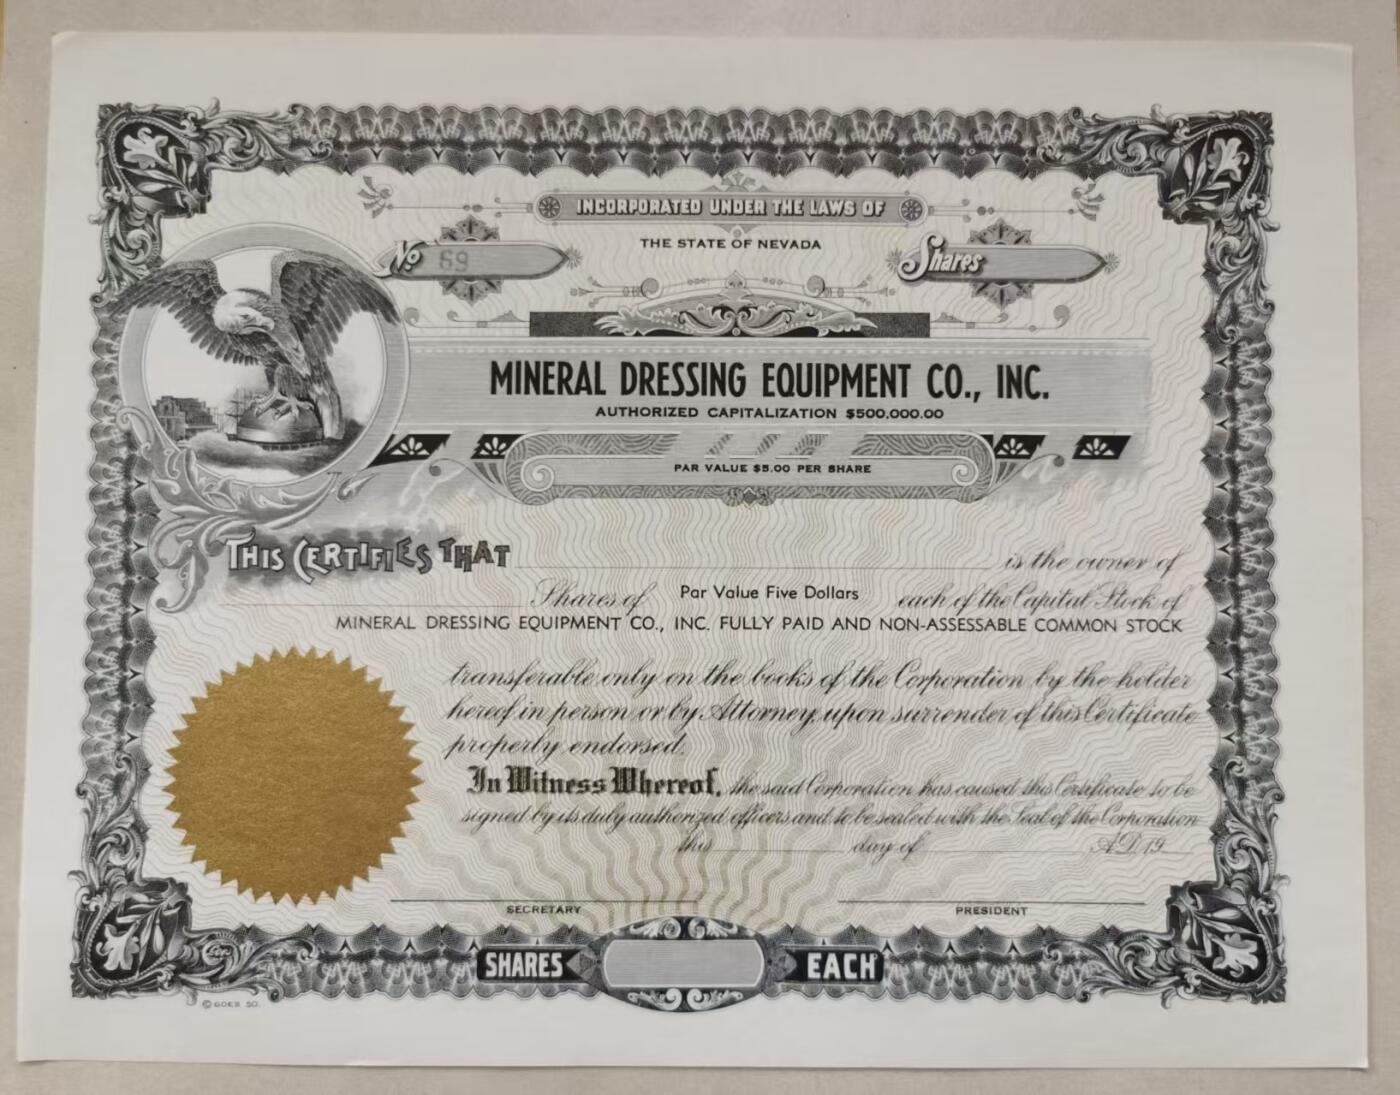 INCORPORATED UNDER THE LAWS OF
THE STATE OF NEVADA
No 69
Shares
MINERAL DRESSING EQUIPMENT CO., INC.
AUTHORIZED CAPITALIZATION $500,000.00
PAR VALUE $5.00 PER SHARE
THIS CERTIFIES THAT is the owner of
Shares of Par Value Five Dollars each of the Capital Stock of
MINERAL DRESSING EQUIPMENT CO., INC. FULLY PAID AND NON-ASSESSABLE COMMON STOCK
transferable only on the books of the Corporation by the holder
hereof in person or by Attorney upon surrender of this Certificate
properly endorsed.
In Witness Whereof, the said Corporation has caused this Certificate to be
signed by its duly authorized officers and to be sealed with the Seal of the Corporation
this day of A.D. 19
SECRETARY
PRESIDENT
SHARES EACH
© GOES 50.